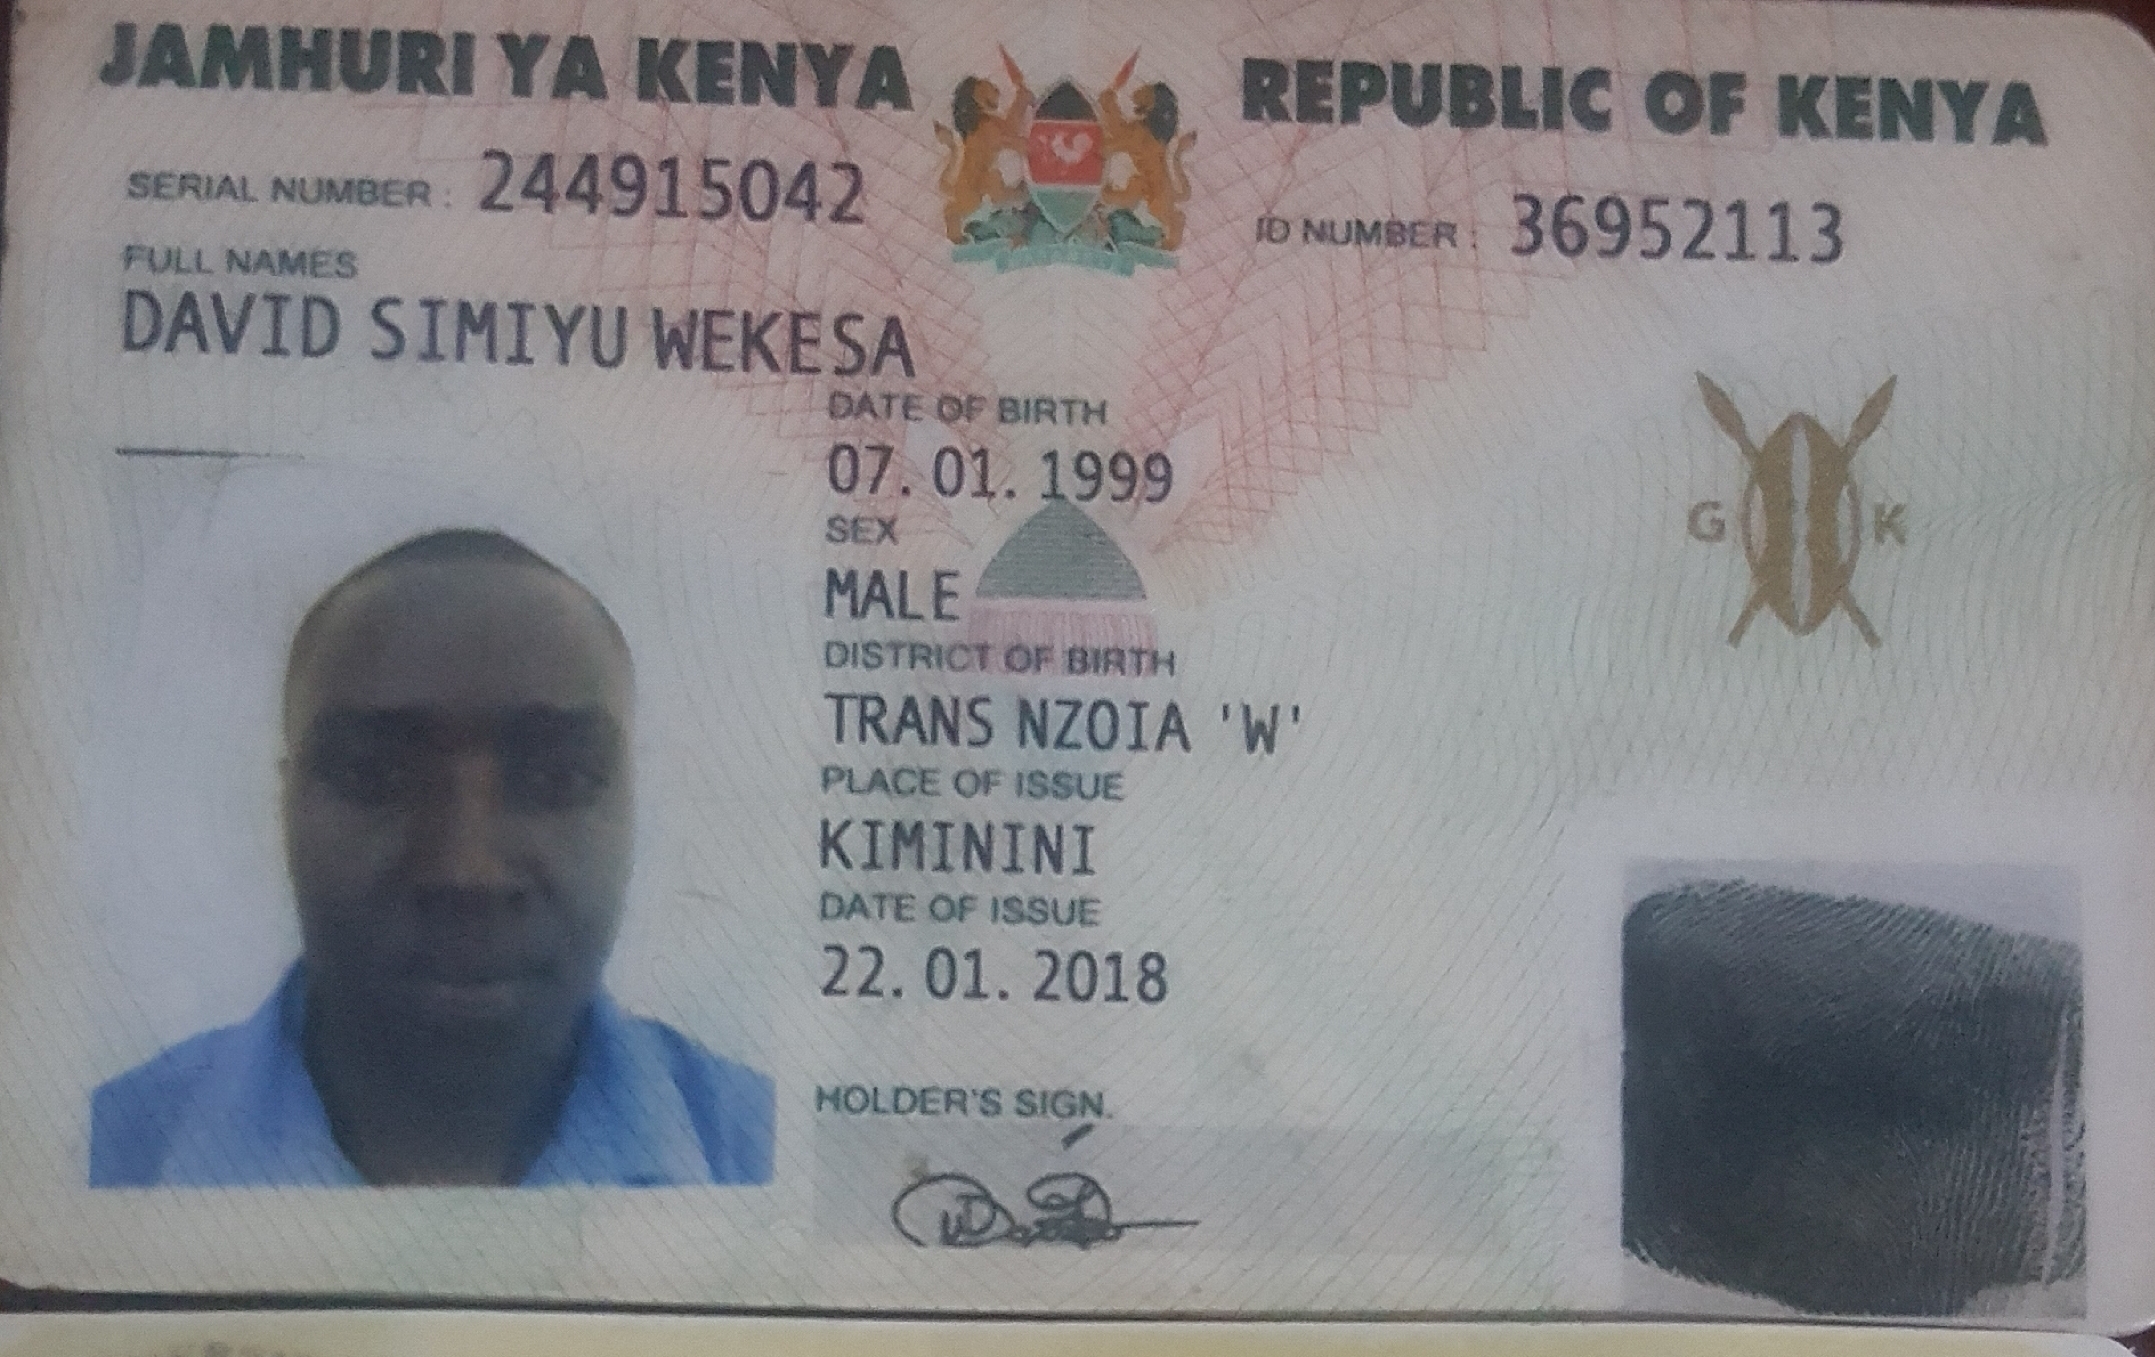 JAMHURI YA KENYA
REPUBLIC OF KENYA
SERIAL NUMBER : 244915042
ID NUMBER : 36952113
FULL NAMES
DAVID SIMIYU WEKESA
DATE OF BIRTH
07. 01. 1999
SEX
MALE
DISTRICT OF BIRTH
TRANS NZOIA 'W'
PLACE OF ISSUE
KIMININI
DATE OF ISSUE
22. 01. 2018
HOLDER'S SIGN.
G K